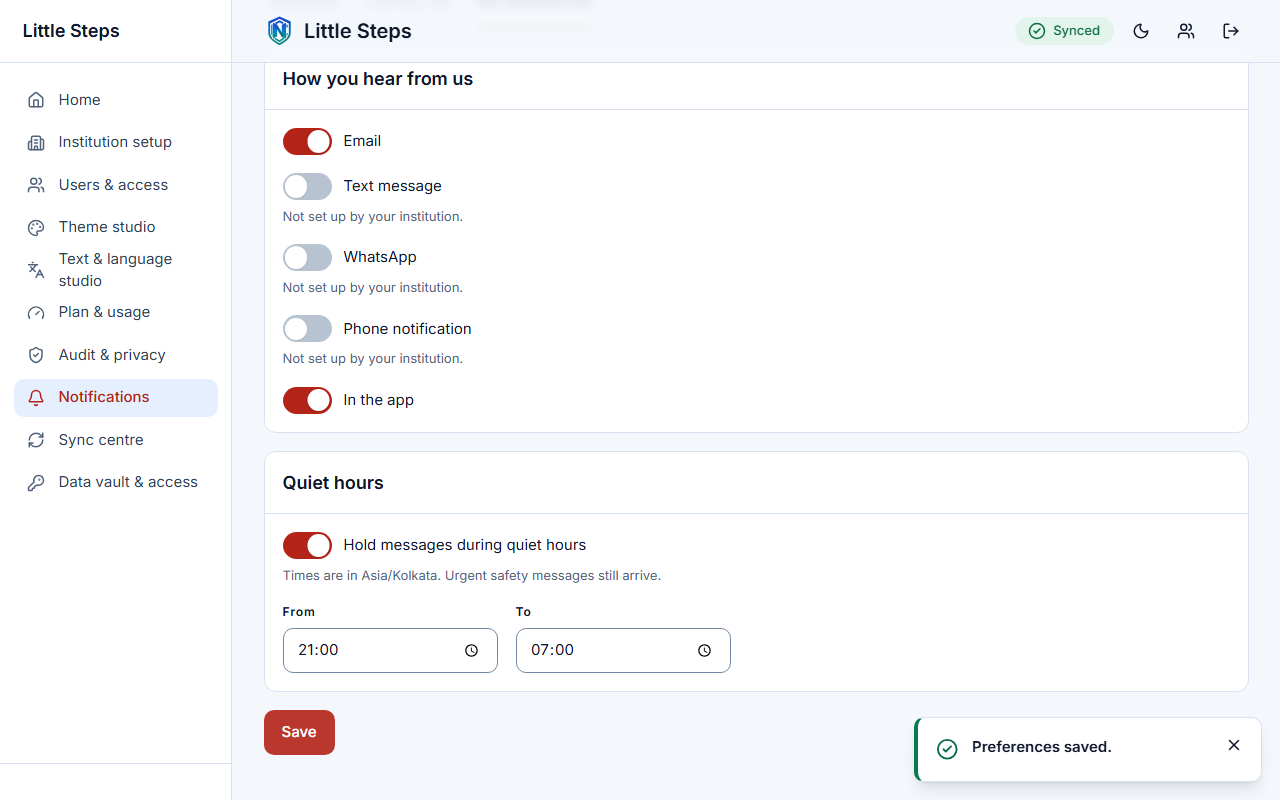 Little Steps
Little Steps
Synced
Home
Institution setup
Users & access
Theme studio
Text & language
studio
Plan & usage
Audit & privacy
Notifications
Sync centre
Data vault & access
How you hear from us
Email
Text message
Not set up by your institution.
WhatsApp
Not set up by your institution.
Phone notification
Not set up by your institution.
In the app
Quiet hours
Hold messages during quiet hours
Times are in Asia/Kolkata. Urgent safety messages still arrive.
From To
21:00 07:00
Save
Preferences saved.